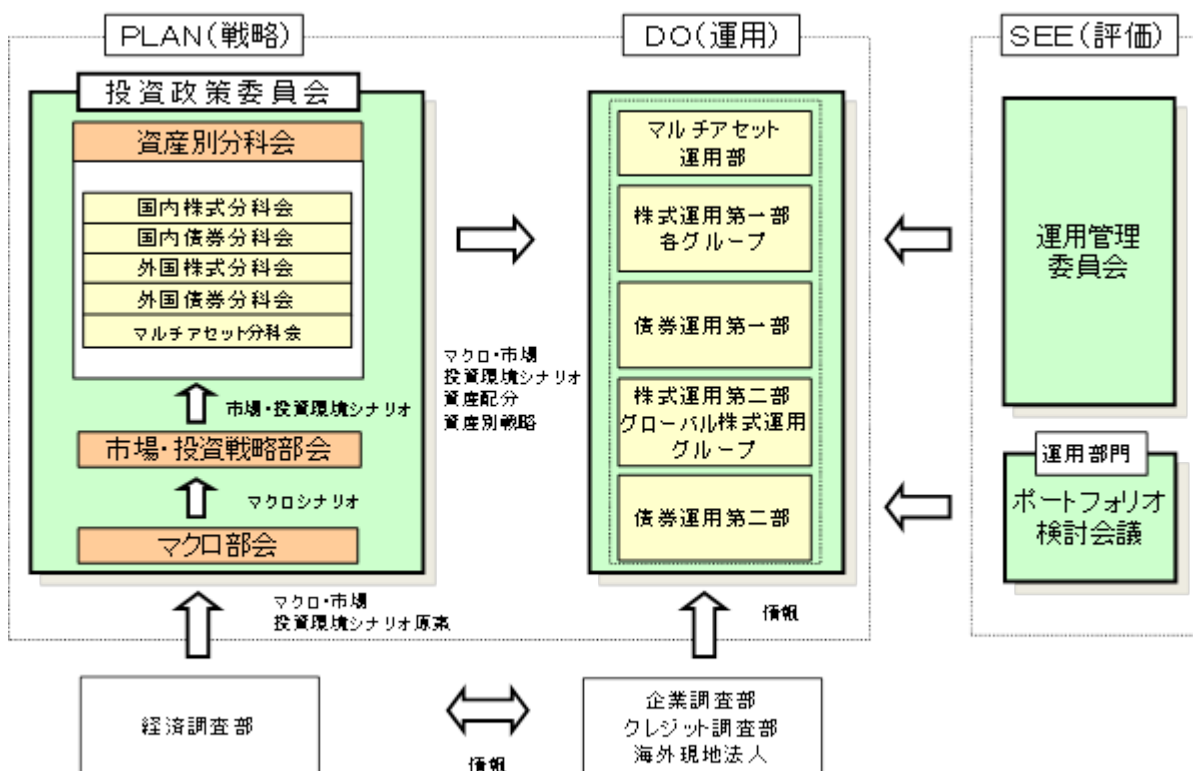 PLAN(戦略)
DO(運用)
SEE(評価)
投資政策委員会
資産別分科会
国内株式分科会
国内債券分科会
外国株式分科会
外国債券分科会
マルチアセット分科会
市場・投資環境シナリオ
市場・投資戦略部会
マクロシナリオ
マクロ部会
マクロ・市場
投資環境シナリオ
資産配分
資産別戦略
マルチアセット
運用部
株式運用第一部
各グループ
債券運用第一部
株式運用第二部
グローバル株式運用
グループ
債券運用第二部
運用管理
委員会
運用部門
ポートフォリオ
検討会議
マクロ・市場
投資環境シナリオ原案
情報
経済調査部
情報
企業調査部
クレジット調査部
海外現地法人